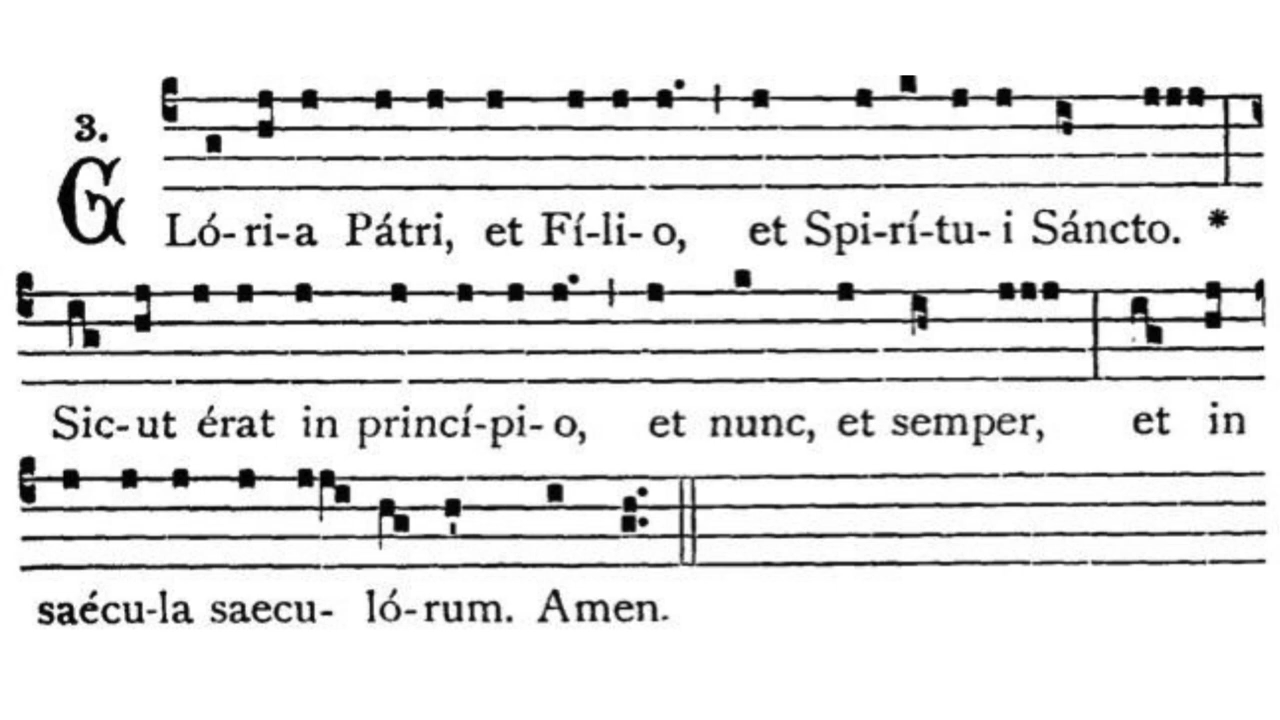 3.
GLó-ri-a Pátri, et Fí-li-o, et Spi-rí-tu-i Sáncto. *
Sic-ut érat in princí-pi-o, et nunc, et semper, et in
saécu-la saecu-ló-rum. Amen.